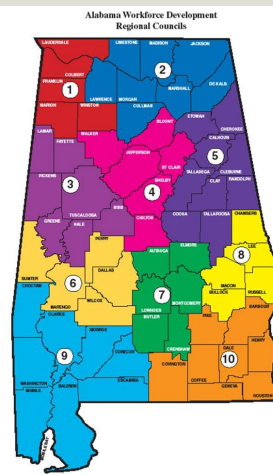 Alabama Workforce Development
Regional Councils
LAUDERDALE
LIMESTONE
MADISON
JACKSON
COLBERT
FRANKLIN
1
2
LAWRENCE
MORGAN
MARSHALL
DE KALB
MARION
WINSTON
CULLMAN
ETOWAH
CHEROKEE
BLOUNT
LAMAR
FAYETTE
WALKER
CALHOUN
5
JEFFERSON
ST CLAIR
CLEBURNE
TALLADEGA
RANDOLPH
CLAY
PICKENS
3
4
SHELBY
TUSCALOOSA
BIBB
GREENE
HALE
CHILTON
COOSA
TALLAPOOSA
CHAMBERS
PERRY
AUTAUGA
ELMORE
LEE
8
SUMTER
DALLAS
MACON
CHOCTAW
6
7
MONTGOMERY
BULLOCK
RUSSELL
MARENGO
WILCOX
LOWNDES
BUTLER
PIKE
BARBOUR
CLARKE
MONROE
CRENSHAW
9
CONECUH
COVINGTON
DALE
HENRY
10
COFFEE
WASHINGTON
ESCAMBIA
GENEVA
HOUSTON
MOBILE
BALDWIN